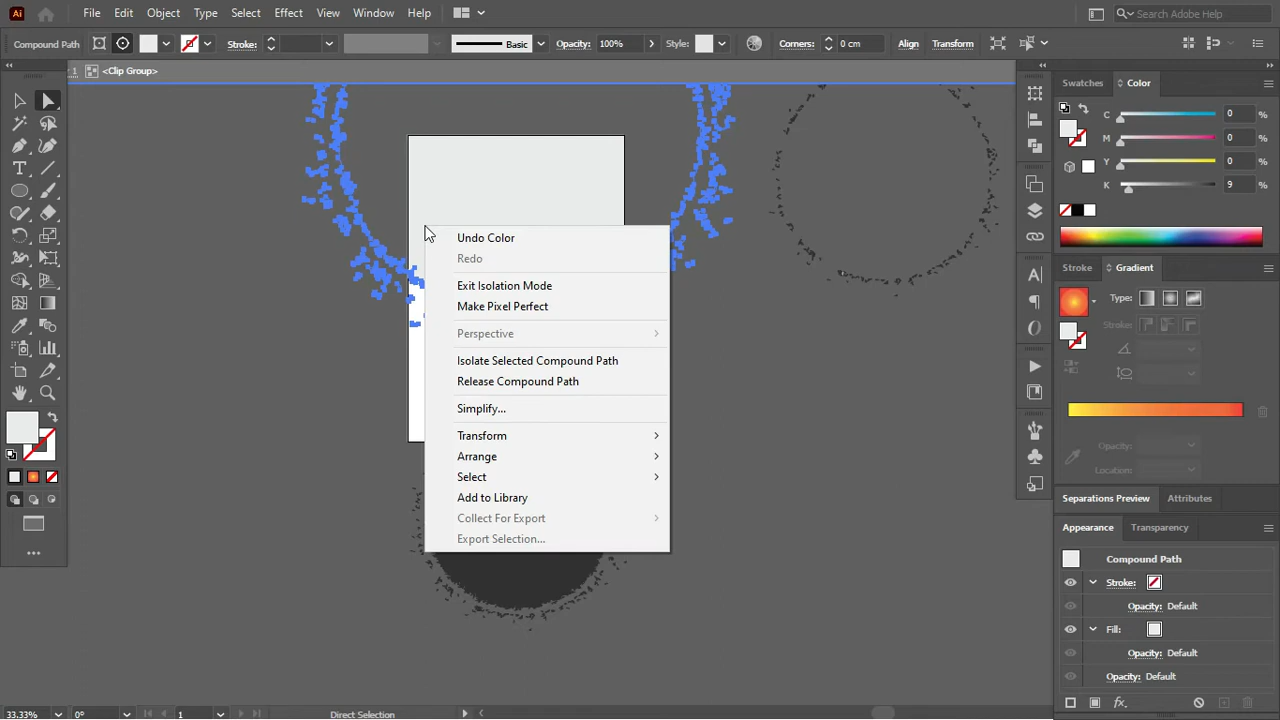 Ai File Edit Object Type Select Effect View Window Help Search Adobe Help
Compound Path Stroke: Basic Opacity: 100% Style: Corners: 0 cm Align Transform
1 <Clip Group>
Swatches Color
C 0
M 0
Y 0
K 9
Undo Color
Redo
Exit Isolation Mode
Make Pixel Perfect
Perspective
Isolate Selected Compound Path
Release Compound Path
Simplify...
Transform
Arrange
Select
Add to Library
Collect For Export
Export Selection...
Stroke Gradient
Type:
Stroke:
Opacity:
Location:
Separations Preview Attributes
Appearance Transparency
Compound Path
Stroke:
Opacity: Default
Fill:
Opacity: Default
Opacity: Default
fx
33.33% 0° 1 Direct Selection